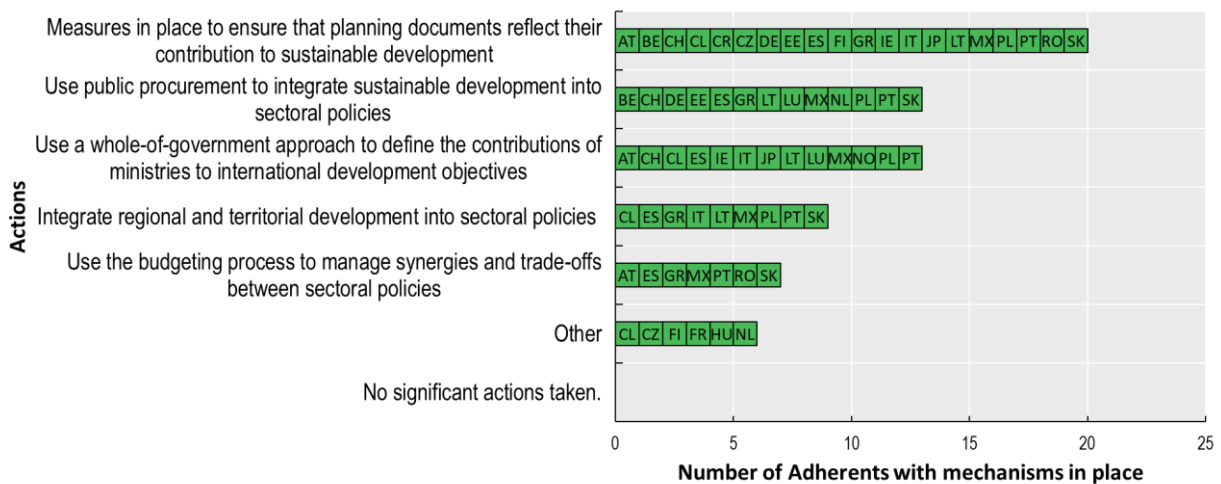 Measures in place to ensure that planning documents reflect their
contribution to sustainable development
AT BE CH CL CR CZ DE EE ES FI GR IE IT JP LT MX PL PT RO SK
Use public procurement to integrate sustainable development into
sectoral policies
BE CH DE EE ES GR LT LU MX NL PL PT SK
Use a whole-of-government approach to define the contributions of
ministries to international development objectives
AT CH CL ES IE IT JP LT LU MX NO PL PT
Actions
Integrate regional and territorial development into sectoral policies
CL ES GR IT LT MX PL PT SK
Use the budgeting process to manage synergies and trade-offs
between sectoral policies
AT ES GR MX PT RO SK
Other
CL CZ FI FR HU NL
No significant actions taken.
0 5 10 15 20 25
Number of Adherents with mechanisms in place